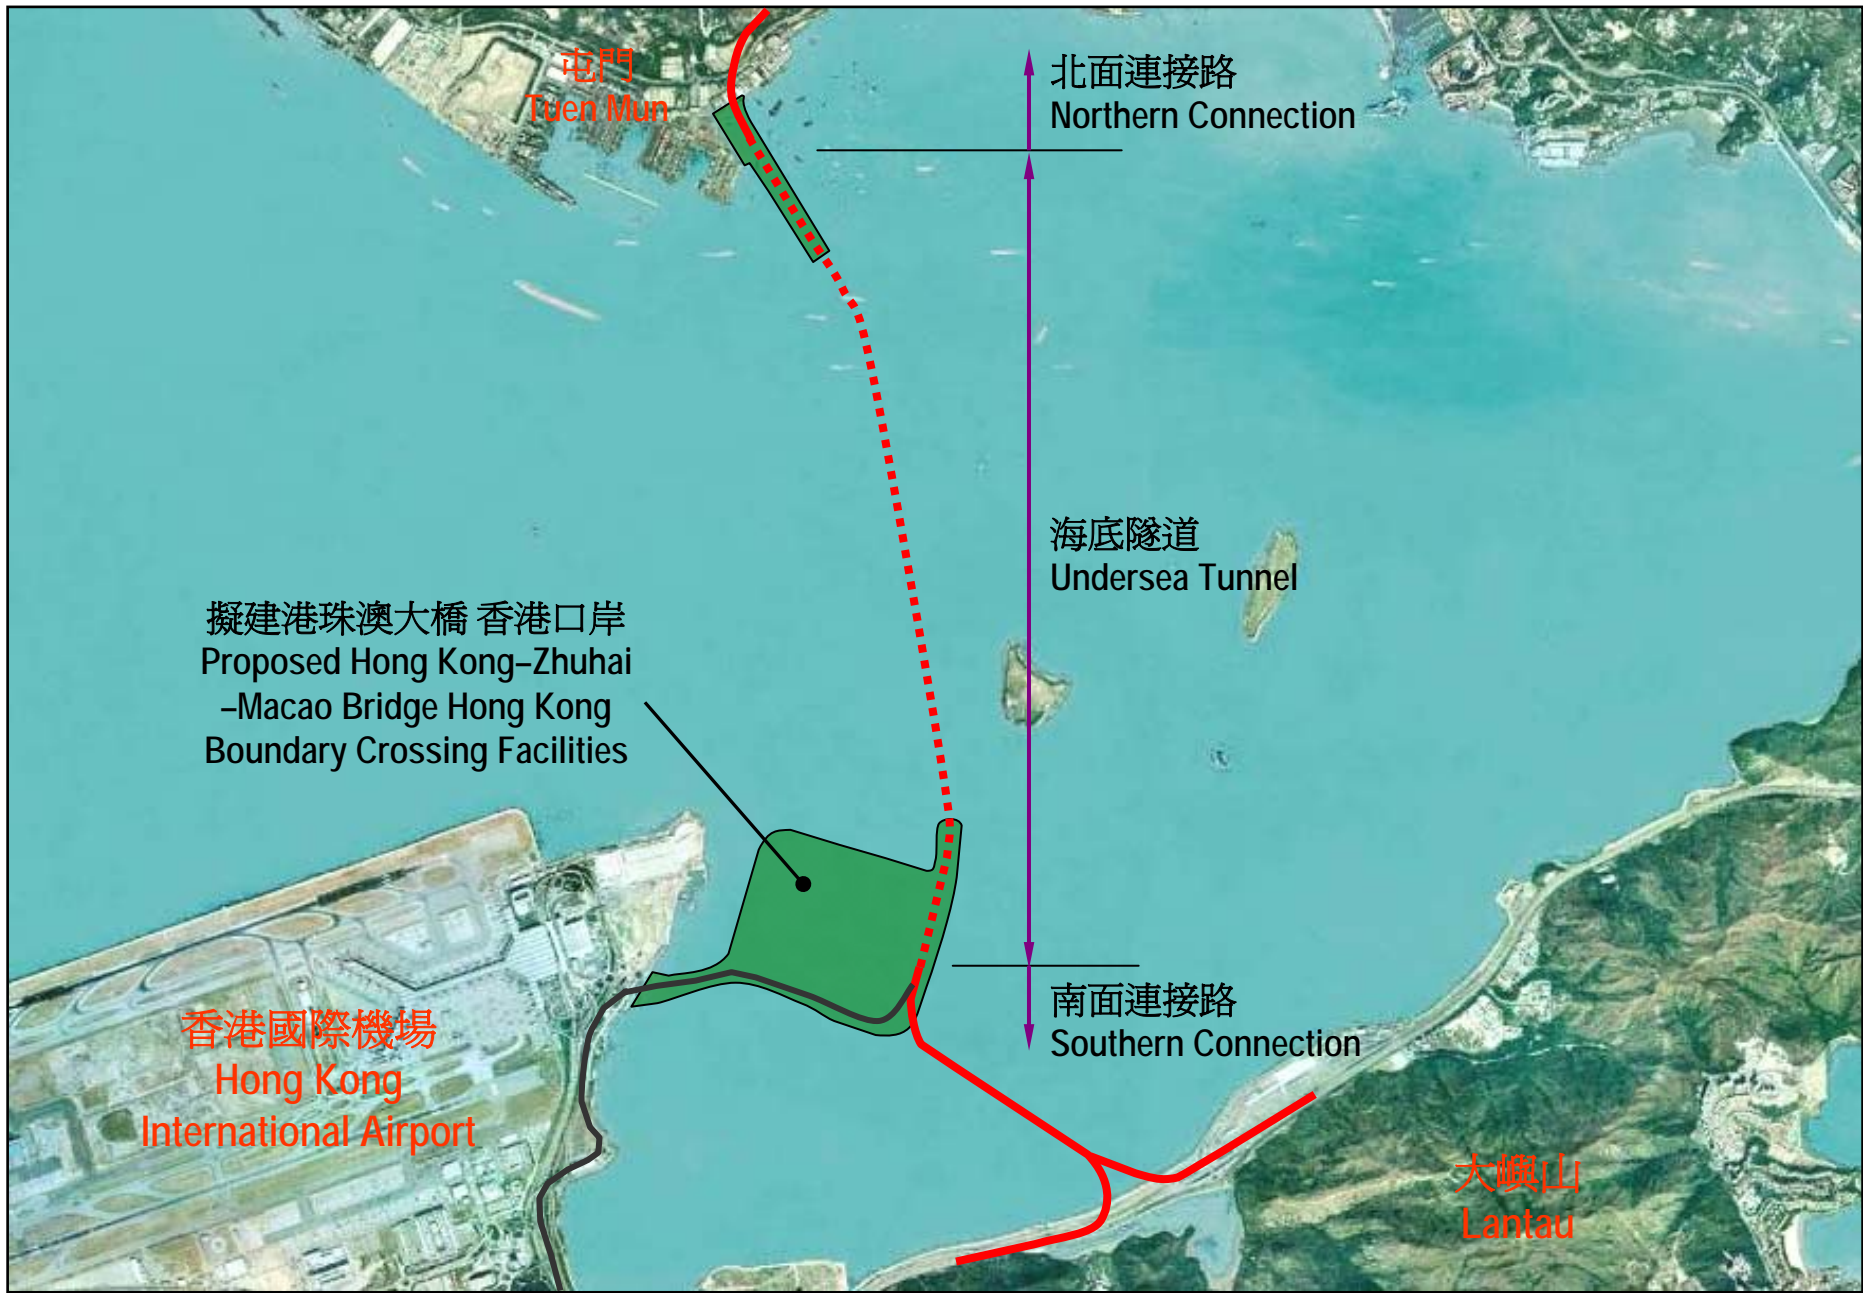 屯門
Tuen Mun
北面連接路
Northern Connection
海底隧道
Undersea Tunnel
擬建港珠澳大橋 香港口岸
Proposed Hong Kong–Zhuhai
–Macao Bridge Hong Kong
Boundary Crossing Facilities
南面連接路
Southern Connection
香港國際機場
Hong Kong
International Airport
大嶼山
Lantau